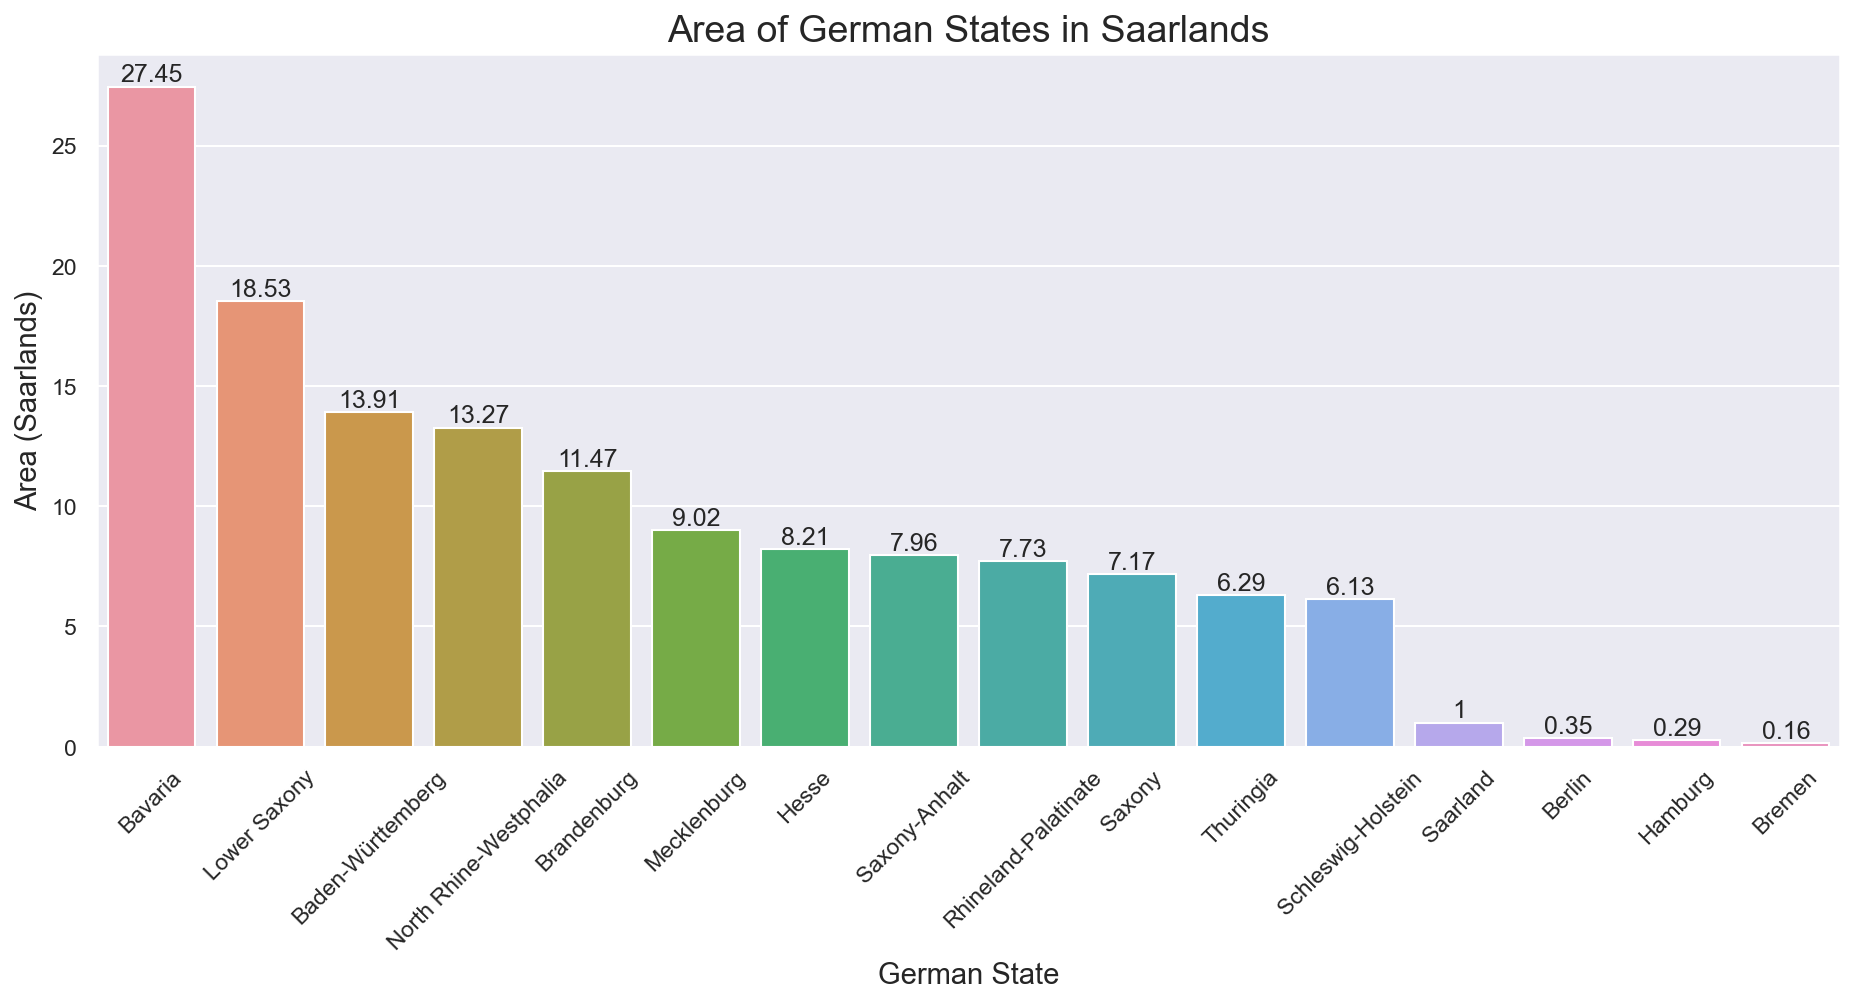 Area of German States in Saarlands
Area (Saarlands)
25
20
15
10
5
0
27.45
18.53
13.91
13.27
11.47
9.02
8.21
7.96
7.73
7.17
6.29
6.13
1
0.35
0.29
0.16
Bavaria
Lower Saxony
Baden-Württemberg
North Rhine-Westphalia
Brandenburg
Mecklenburg
Hesse
Saxony-Anhalt
Rhineland-Palatinate
Saxony
Thuringia
Schleswig-Holstein
Saarland
Berlin
Hamburg
Bremen
German State